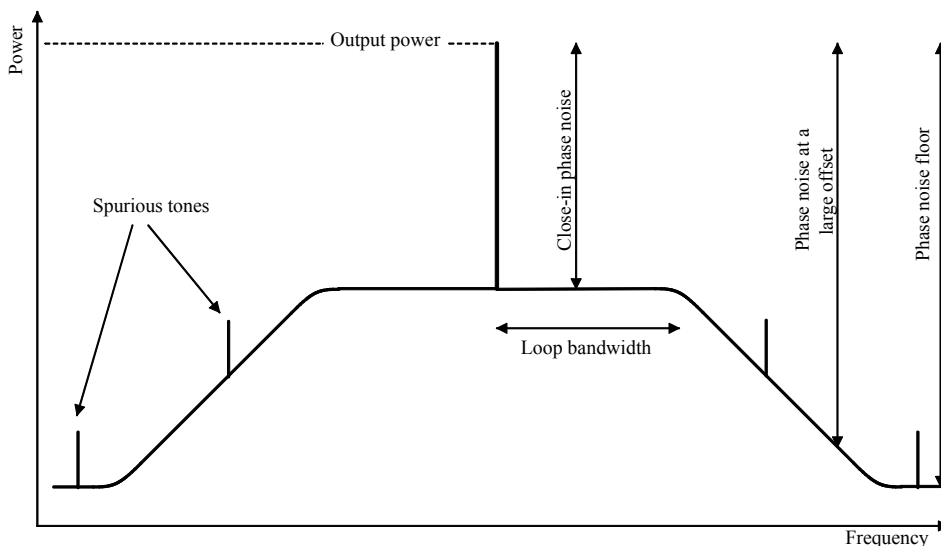 Power
Output power
Close-in phase noise
Phase noise at a
large offset
Phase noise floor
Spurious tones
Loop bandwidth
Frequency